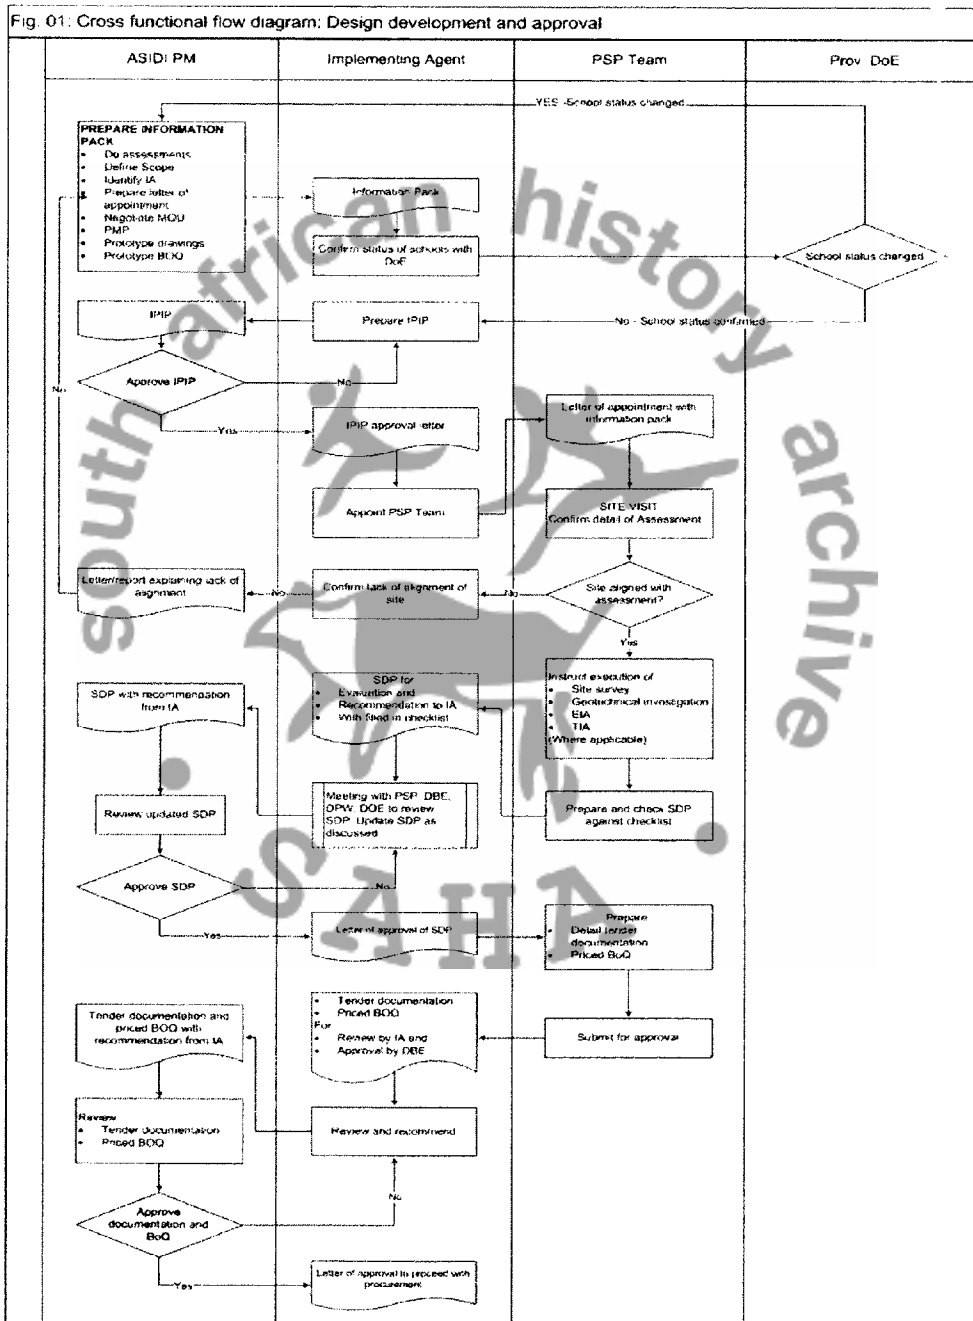 Fig. 01: Cross functional flow diagram: Design development and approval
ASIDI PM
Implementing Agent
PSP Team
Prov. DoE
YES -School status changed
PREPARE INFORMATION
PACK
• Do assessments
• Define Scope
• Identify IA
• Prepare letter of
appointment
• Negotiate MOU
• PMP
• Prototype drawings
• Prototype BOQ
Information Pack
Confirm status of schools with
DoE
School status changed
IPIP
Prepare IPIP
No - School status confirmed
Approve IPIP
No
No
Yes
IPIP approval letter
Letter of appointment with
information pack
Appoint PSP Team
SITE VISIT
Confirm detail of Assessment
Letter/report explaining lack of
alignment
No
Confirm lack of alignment of
site
No
Site aligned with
assessment?
Yes
SDP with recommendation
from IA
SDP for
• Evaluation and
• Recommendation to IA
• With filled in checklist
Instruct execution of
• Site survey
• Geotechnical investigation
• EIA
• TIA
(Where applicable)
Review updated SDP
Meeting with PSP, DBE,
DPW, DOE to review
SDP. Update SDP as
discussed
Prepare and check SDP
against checklist
Approve SDP
No
Yes
Letter of approval of SDP
Prepare
• Detail tender
documentation
• Priced BoQ
Tender documentation and
priced BOQ with
recommendation from IA
• Tender documentation
• Priced BOQ
For
• Review by IA and
• Approval by DBE
Submit for approval
Review
• Tender documentation
• Priced BOQ
Review and recommend
No
Approve
documentation and
BoQ
Yes
Letter of approval to proceed with
procurement
south african history archive
SAHA